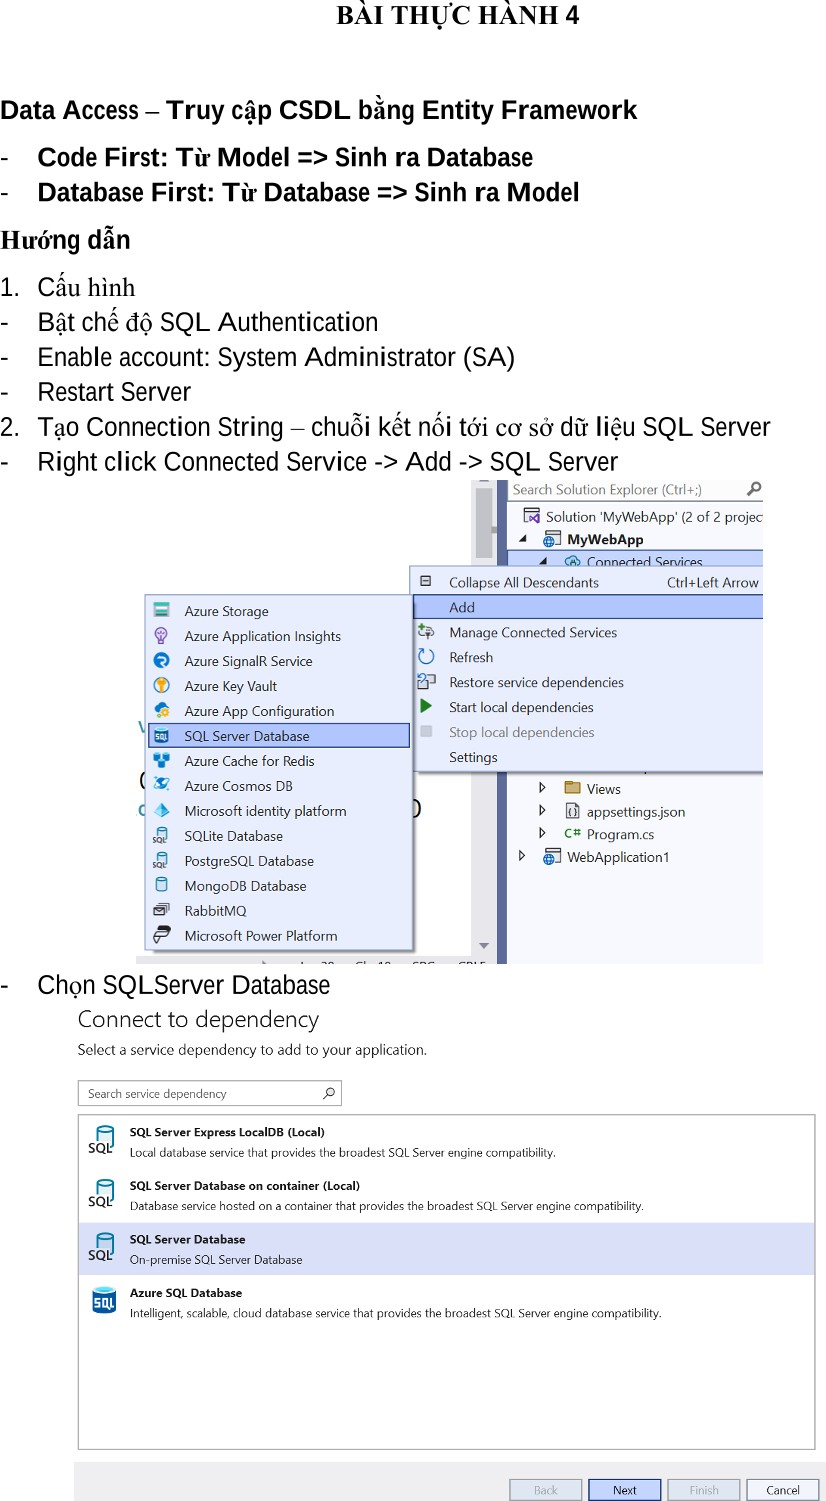 BÀI THỰC HÀNH 4
Data Access – Truy cập CSDL bằng Entity Framework
- Code First: Từ Model => Sinh ra Database
- Database First: Từ Database => Sinh ra Model
Hướng dẫn
1. Cấu hình
- Bật chế độ SQL Authentication
- Enable account: System Administrator (SA)
- Restart Server
2. Tạo Connection String – chuỗi kết nối tới cơ sở dữ liệu SQL Server
- Right click Connected Service -> Add -> SQL Server
Search Solution Explorer (Ctrl+;)
Solution 'MyWebApp' (2 of 2 projec
MyWebApp
Connected Services
Collapse All Descendants Ctrl+Left Arrow
Add
Manage Connected Services
Refresh
Restore service dependencies
Start local dependencies
Stop local dependencies
Settings
Azure Storage
Azure Application Insights
Azure SignalR Service
Azure Key Vault
Azure App Configuration
SQL Server Database
Azure Cache for Redis
Azure Cosmos DB
Microsoft identity platform
SQLite Database
PostgreSQL Database
MongoDB Database
RabbitMQ
Microsoft Power Platform
Views
appsettings.json
C# Program.cs
WebApplication1
- Chọn SQLServer Database
Connect to dependency
Select a service dependency to add to your application.
Search service dependency
SQL Server Express LocalDB (Local)
Local database service that provides the broadest SQL Server engine compatibility.
SQL Server Database on container (Local)
Database service hosted on a container that provides the broadest SQL Server engine compatibility.
SQL Server Database
On-premise SQL Server Database
Azure SQL Database
Intelligent, scalable, cloud database service that provides the broadest SQL Server engine compatibility.
Back Next Finish Cancel